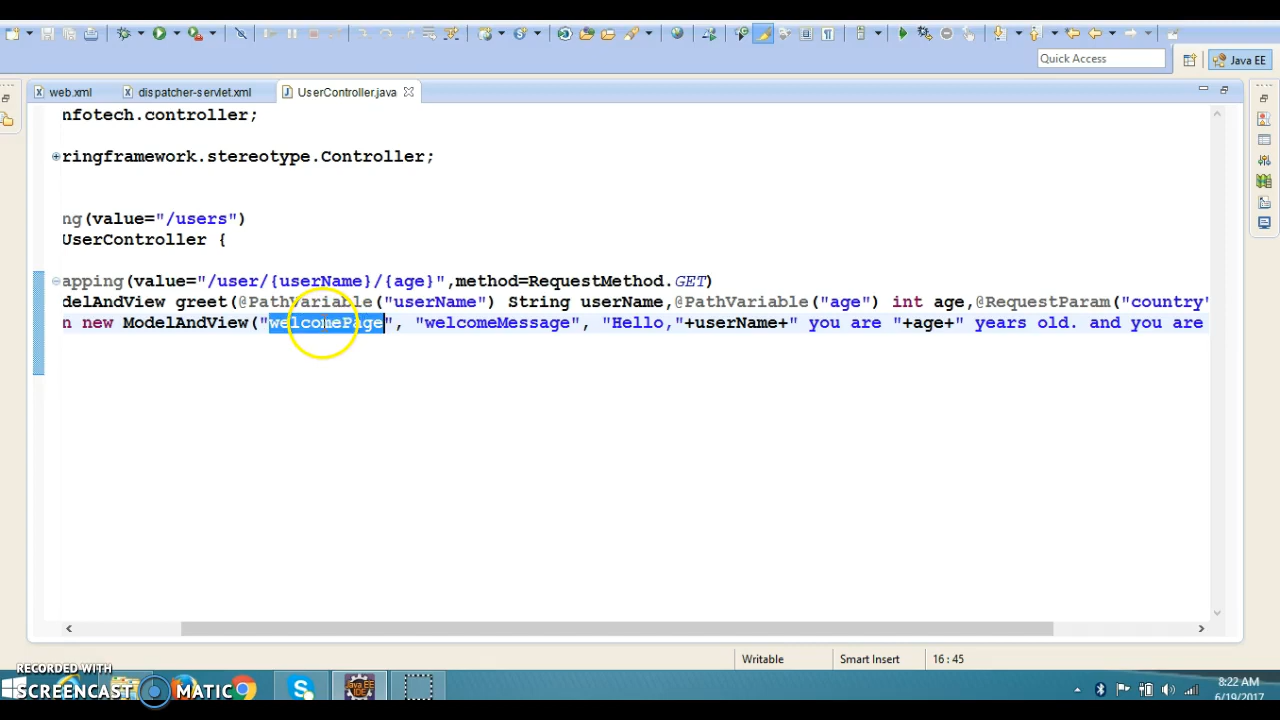 Quick Access
Java EE
web.xml
dispatcher-servlet.xml
UserController.java
nfotech.controller;
ringframework.stereotype.Controller;
ng(value="/users")
UserController {
apping(value="/user/{userName}/{age}",method=RequestMethod.GET)
delAndView greet(@PathVariable("userName") String userName,@PathVariable("age") int age,@RequestParam("country"
n new ModelAndView("welcomePage", "welcomeMessage", "Hello,"+userName+" you are "+age+" years old. and you are
Writable
Smart Insert
16 : 45
RECORDED WITH
SCREENCAST MATIC
Java EE
IDE
8:22 AM
6/19/2017